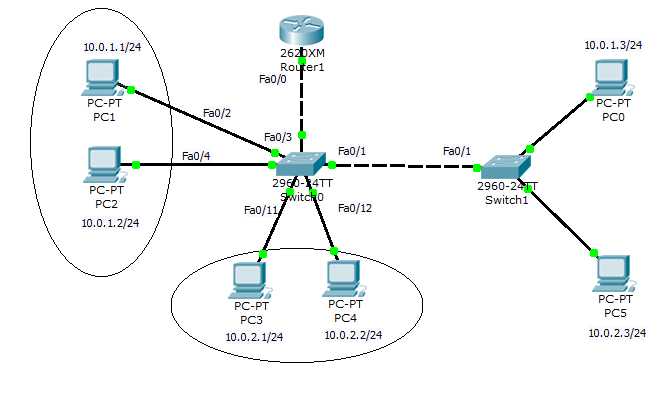 10.0.1.1/24
PC-PT
PC1
Fa0/2
2620XM
Router1
Fa0/0
10.0.1.3/24
PC-PT
PC0
Fa0/3
Fa0/4
Fa0/1
Fa0/1
PC-PT
PC2
10.0.1.2/24
2960-24TT
Switch0
2960-24TT
Switch1
Fa0/11
Fa0/12
PC-PT
PC3
10.0.2.1/24
PC-PT
PC4
10.0.2.2/24
PC-PT
PC5
10.0.2.3/24